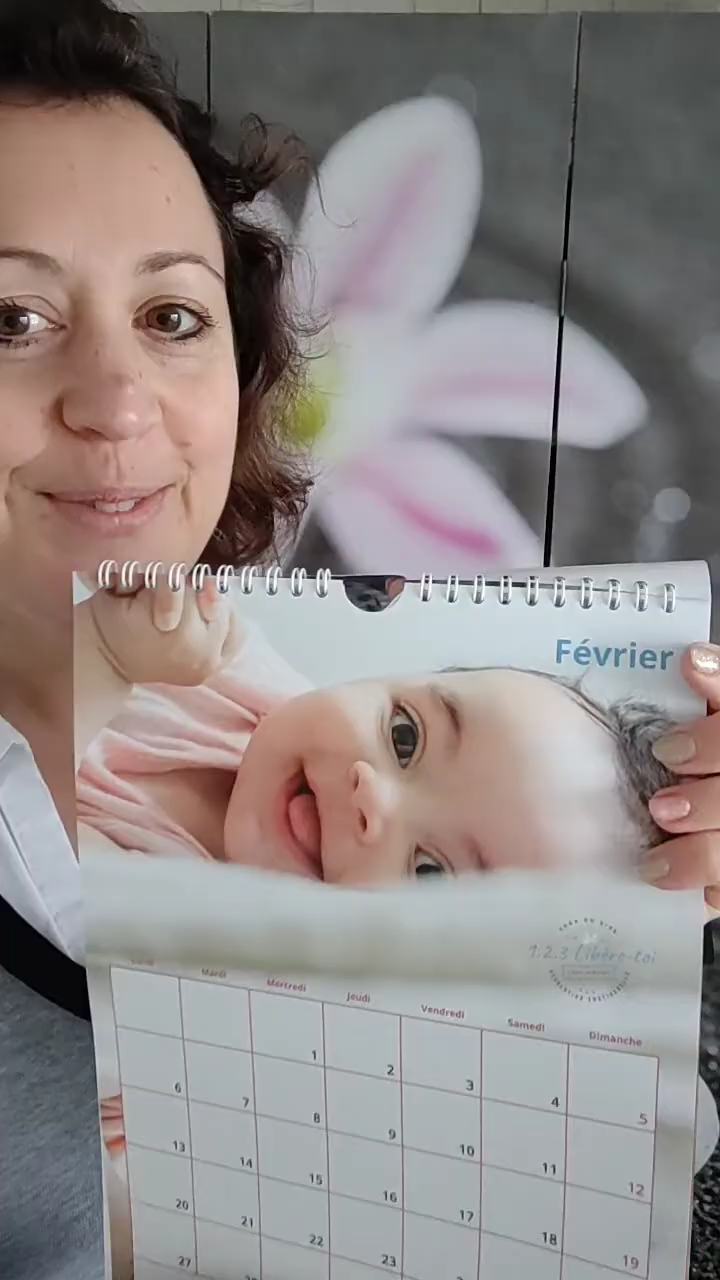 Février
1.2.3 Libère-toi
Mardi Mercredi Jeudi Vendredi Samedi Dimanche
1 2 3 4 5
6 7 8 9 10 11 12
13 14 15 16 17 18 19
20 21 22 23
27